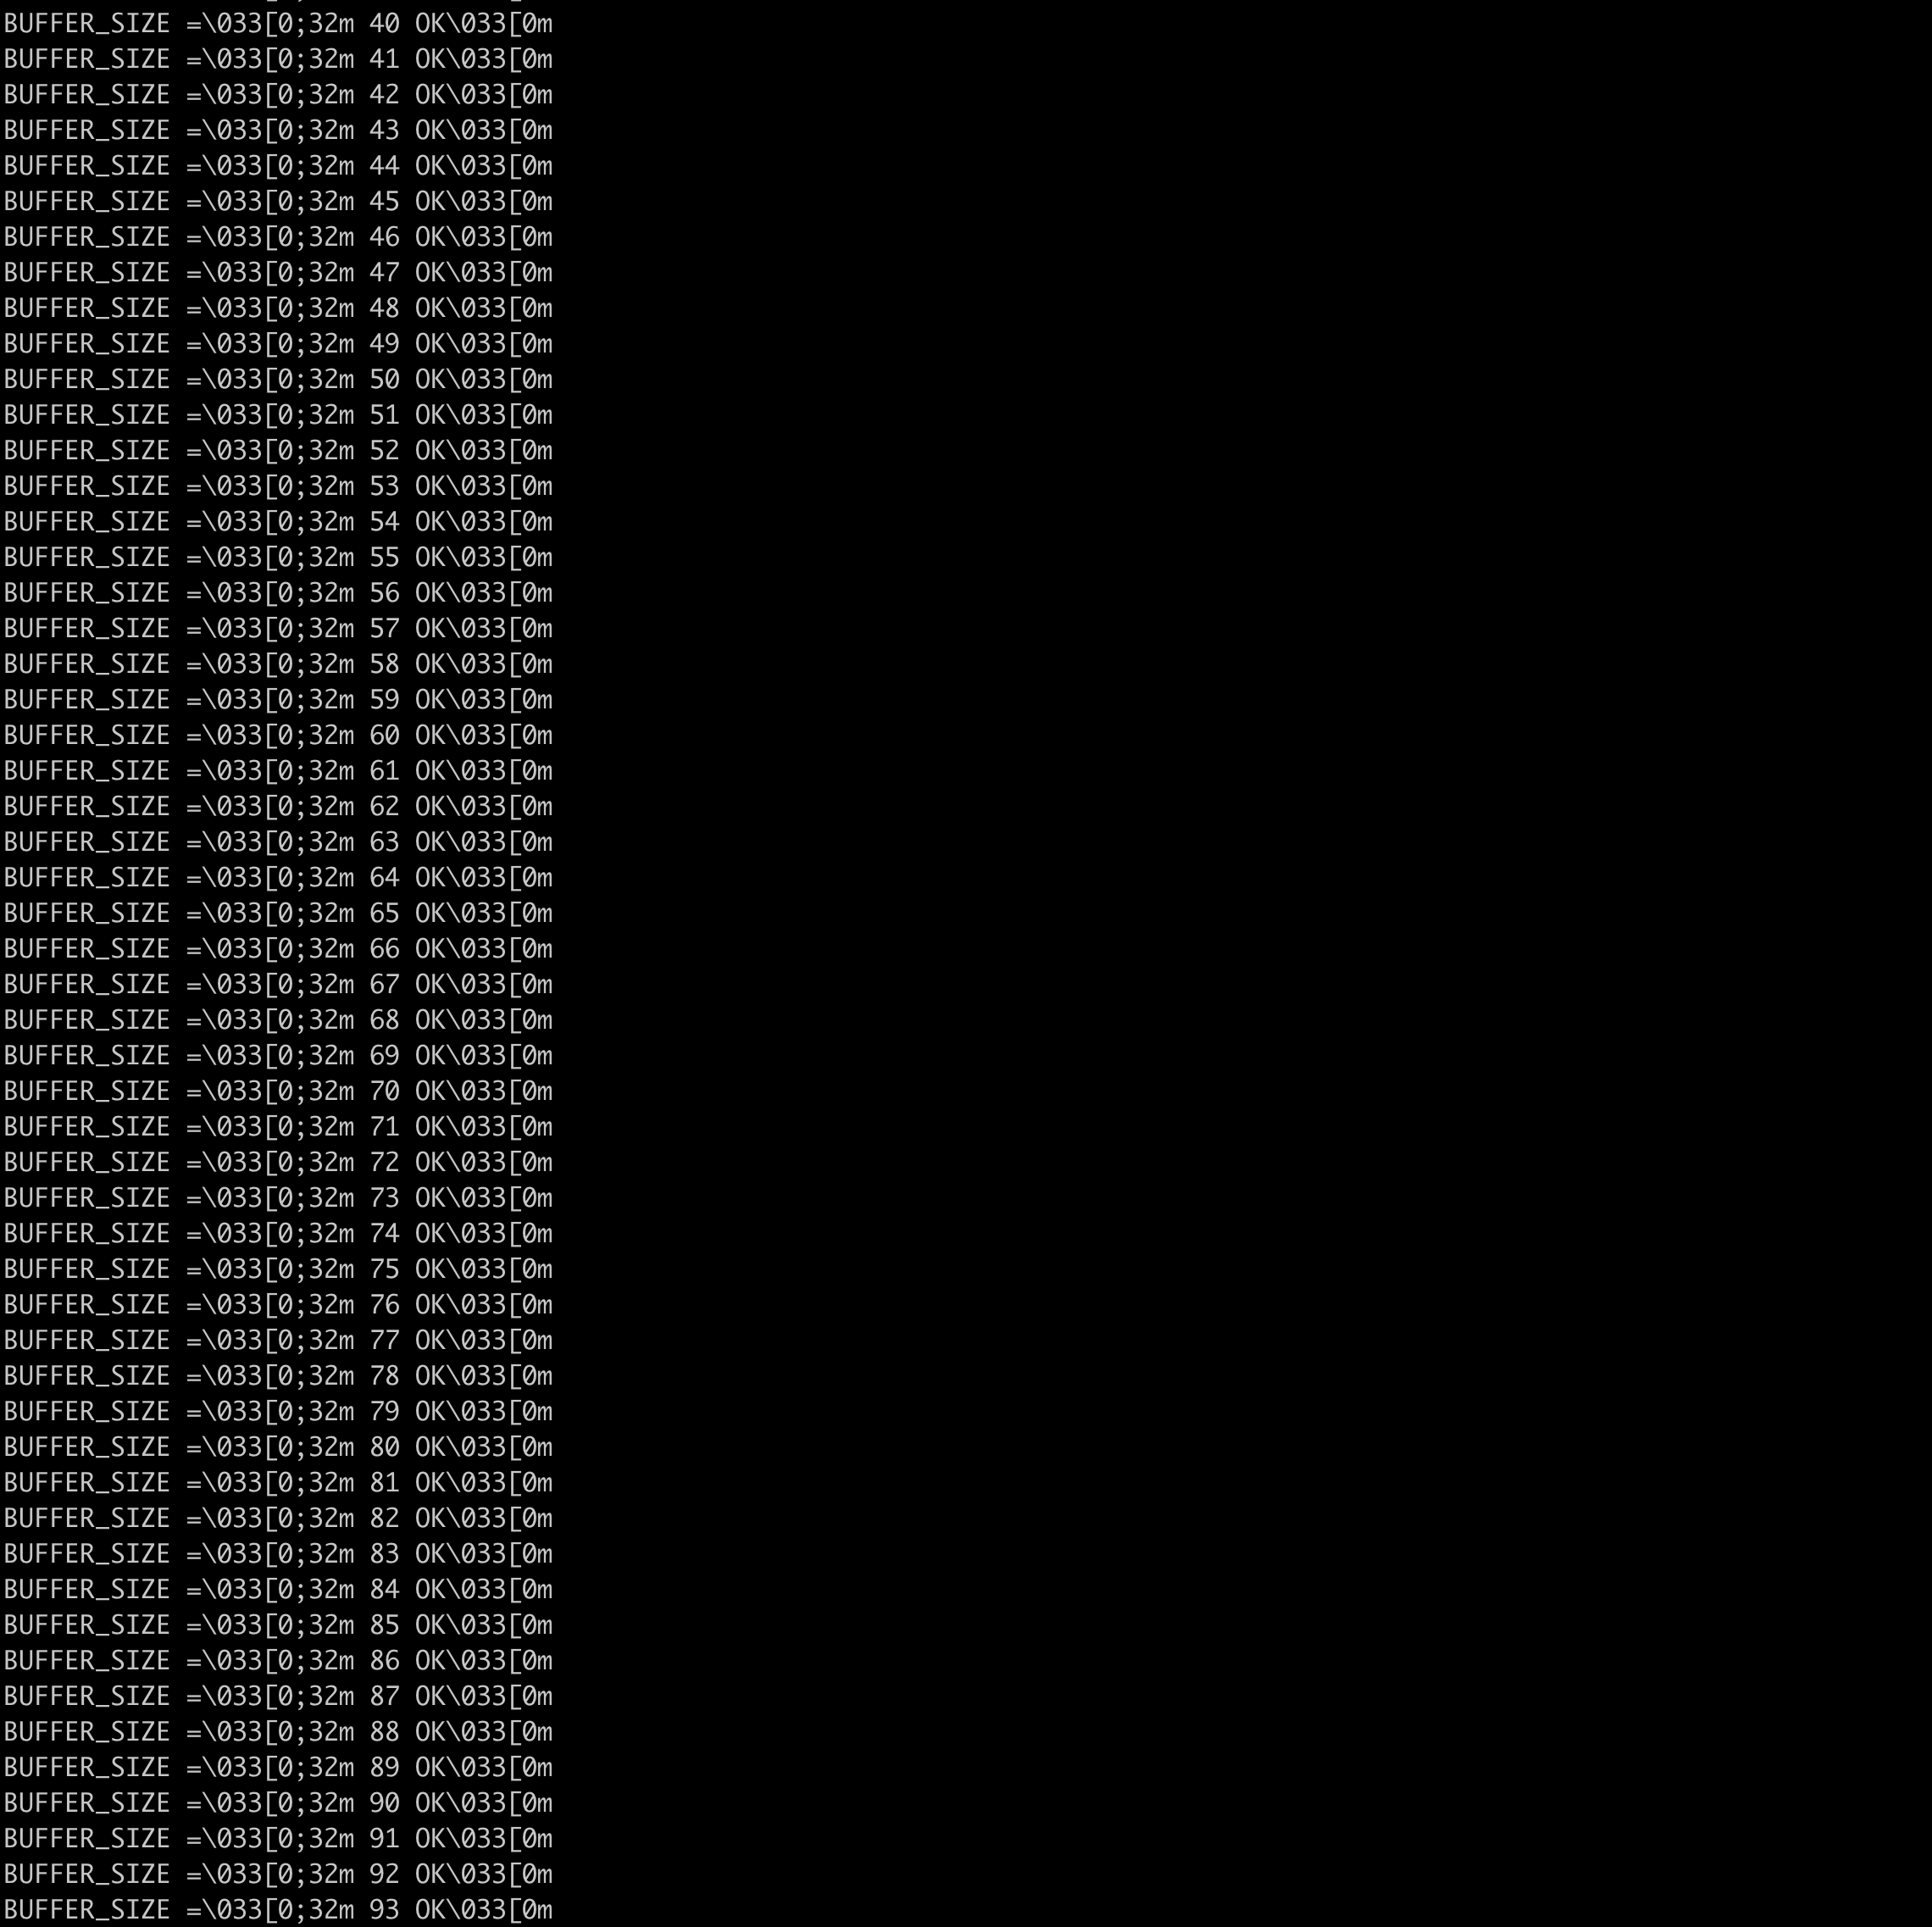 BUFFER_SIZE =\033[0;32m 40 OK\033[0m
BUFFER_SIZE =\033[0;32m 41 OK\033[0m
BUFFER_SIZE =\033[0;32m 42 OK\033[0m
BUFFER_SIZE =\033[0;32m 43 OK\033[0m
BUFFER_SIZE =\033[0;32m 44 OK\033[0m
BUFFER_SIZE =\033[0;32m 45 OK\033[0m
BUFFER_SIZE =\033[0;32m 46 OK\033[0m
BUFFER_SIZE =\033[0;32m 47 OK\033[0m
BUFFER_SIZE =\033[0;32m 48 OK\033[0m
BUFFER_SIZE =\033[0;32m 49 OK\033[0m
BUFFER_SIZE =\033[0;32m 50 OK\033[0m
BUFFER_SIZE =\033[0;32m 51 OK\033[0m
BUFFER_SIZE =\033[0;32m 52 OK\033[0m
BUFFER_SIZE =\033[0;32m 53 OK\033[0m
BUFFER_SIZE =\033[0;32m 54 OK\033[0m
BUFFER_SIZE =\033[0;32m 55 OK\033[0m
BUFFER_SIZE =\033[0;32m 56 OK\033[0m
BUFFER_SIZE =\033[0;32m 57 OK\033[0m
BUFFER_SIZE =\033[0;32m 58 OK\033[0m
BUFFER_SIZE =\033[0;32m 59 OK\033[0m
BUFFER_SIZE =\033[0;32m 60 OK\033[0m
BUFFER_SIZE =\033[0;32m 61 OK\033[0m
BUFFER_SIZE =\033[0;32m 62 OK\033[0m
BUFFER_SIZE =\033[0;32m 63 OK\033[0m
BUFFER_SIZE =\033[0;32m 64 OK\033[0m
BUFFER_SIZE =\033[0;32m 65 OK\033[0m
BUFFER_SIZE =\033[0;32m 66 OK\033[0m
BUFFER_SIZE =\033[0;32m 67 OK\033[0m
BUFFER_SIZE =\033[0;32m 68 OK\033[0m
BUFFER_SIZE =\033[0;32m 69 OK\033[0m
BUFFER_SIZE =\033[0;32m 70 OK\033[0m
BUFFER_SIZE =\033[0;32m 71 OK\033[0m
BUFFER_SIZE =\033[0;32m 72 OK\033[0m
BUFFER_SIZE =\033[0;32m 73 OK\033[0m
BUFFER_SIZE =\033[0;32m 74 OK\033[0m
BUFFER_SIZE =\033[0;32m 75 OK\033[0m
BUFFER_SIZE =\033[0;32m 76 OK\033[0m
BUFFER_SIZE =\033[0;32m 77 OK\033[0m
BUFFER_SIZE =\033[0;32m 78 OK\033[0m
BUFFER_SIZE =\033[0;32m 79 OK\033[0m
BUFFER_SIZE =\033[0;32m 80 OK\033[0m
BUFFER_SIZE =\033[0;32m 81 OK\033[0m
BUFFER_SIZE =\033[0;32m 82 OK\033[0m
BUFFER_SIZE =\033[0;32m 83 OK\033[0m
BUFFER_SIZE =\033[0;32m 84 OK\033[0m
BUFFER_SIZE =\033[0;32m 85 OK\033[0m
BUFFER_SIZE =\033[0;32m 86 OK\033[0m
BUFFER_SIZE =\033[0;32m 87 OK\033[0m
BUFFER_SIZE =\033[0;32m 88 OK\033[0m
BUFFER_SIZE =\033[0;32m 89 OK\033[0m
BUFFER_SIZE =\033[0;32m 90 OK\033[0m
BUFFER_SIZE =\033[0;32m 91 OK\033[0m
BUFFER_SIZE =\033[0;32m 92 OK\033[0m
BUFFER_SIZE =\033[0;32m 93 OK\033[0m